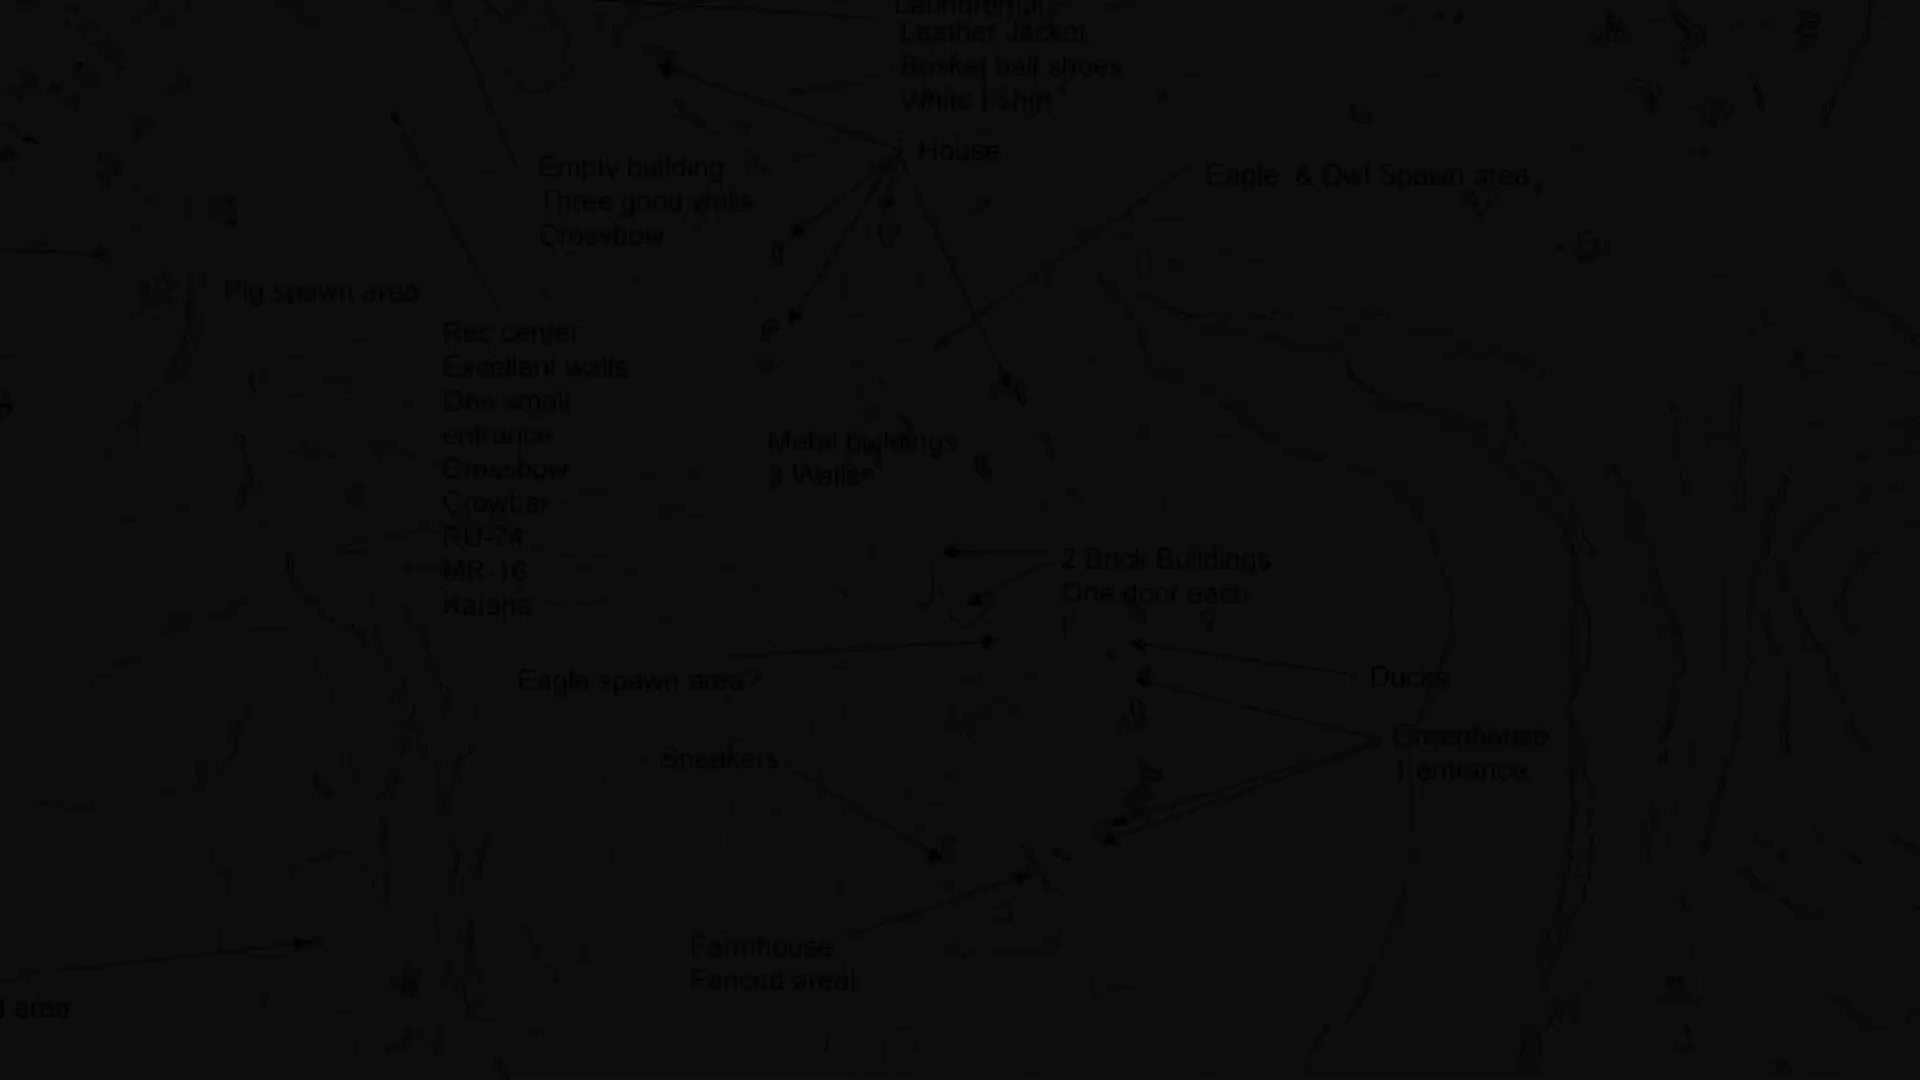 Laundromat
Leather Jacket
Basket ball shoes
White t-shirt
House
Empty building
Three good walls
Crossbow
Eagle & Owl Spawn area
Pig spawn area
Rec center
Excellent walls
One small
entrance
Crossbow
Crowbar
RU-74
MR-16
Katana
Metal buildings
3 Walls
2 Brick Buildings
One door each
Eagle spawn area?
Ducks
Sneakers
Greenhouse
1 entrance
Farmhouse
Fenced area!
area